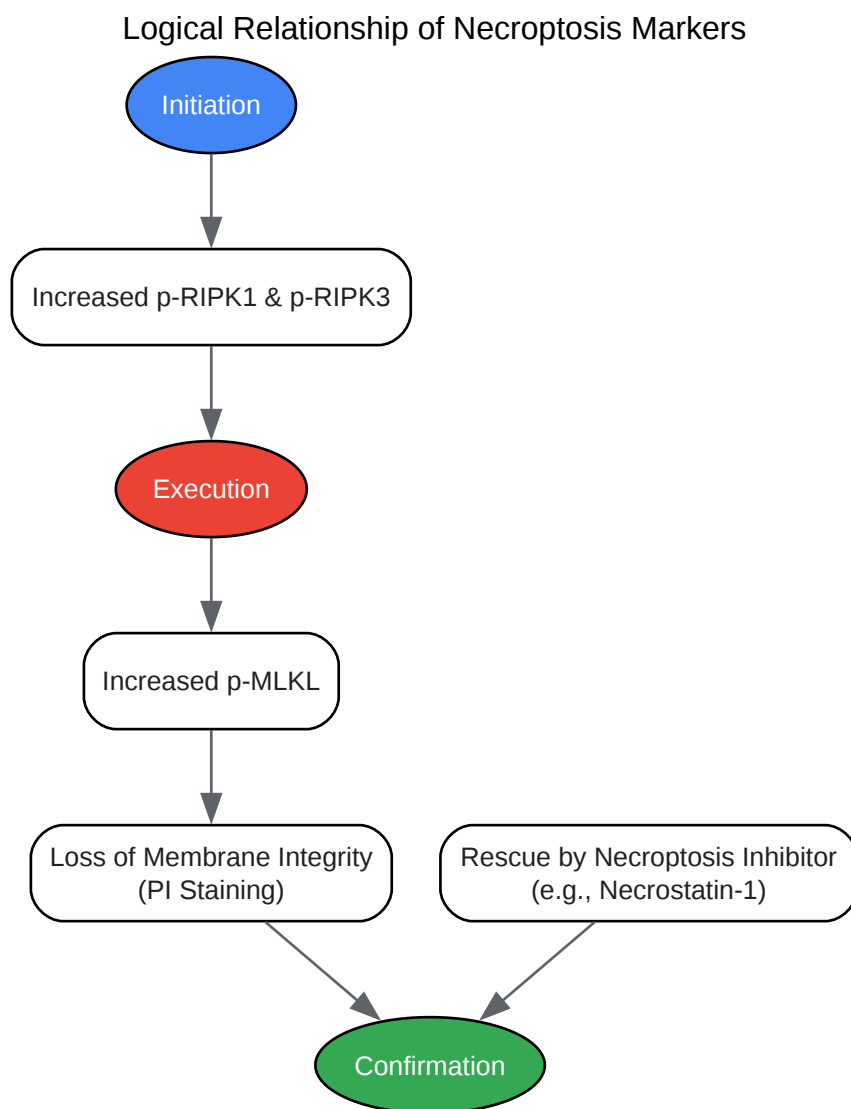 Logical Relationship of Necroptosis Markers
Initiation
Increased p-RIPK1 & p-RIPK3
Execution
Increased p-MLKL
Loss of Membrane Integrity
(PI Staining)
Rescue by Necroptosis Inhibitor
(e.g., Necrostatin-1)
Confirmation